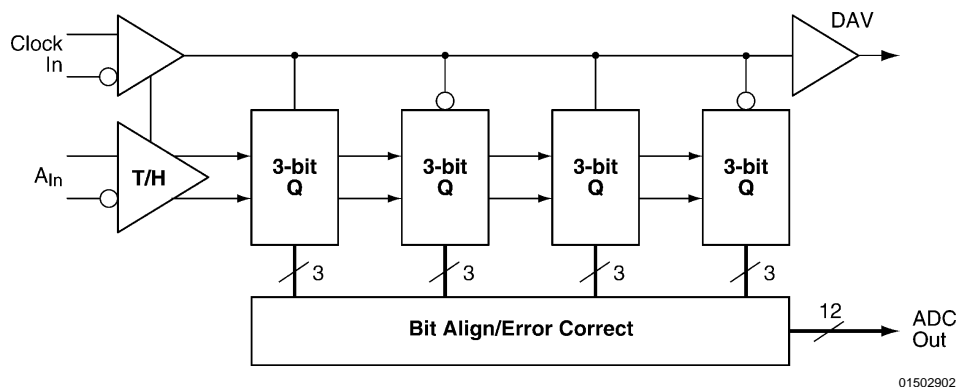 DAV
Clock
In
A In
T/H
3-bit
Q
3-bit
Q
3-bit
Q
3-bit
Q
3
3
3
3
Bit Align/Error Correct
12
ADC
Out
01502902